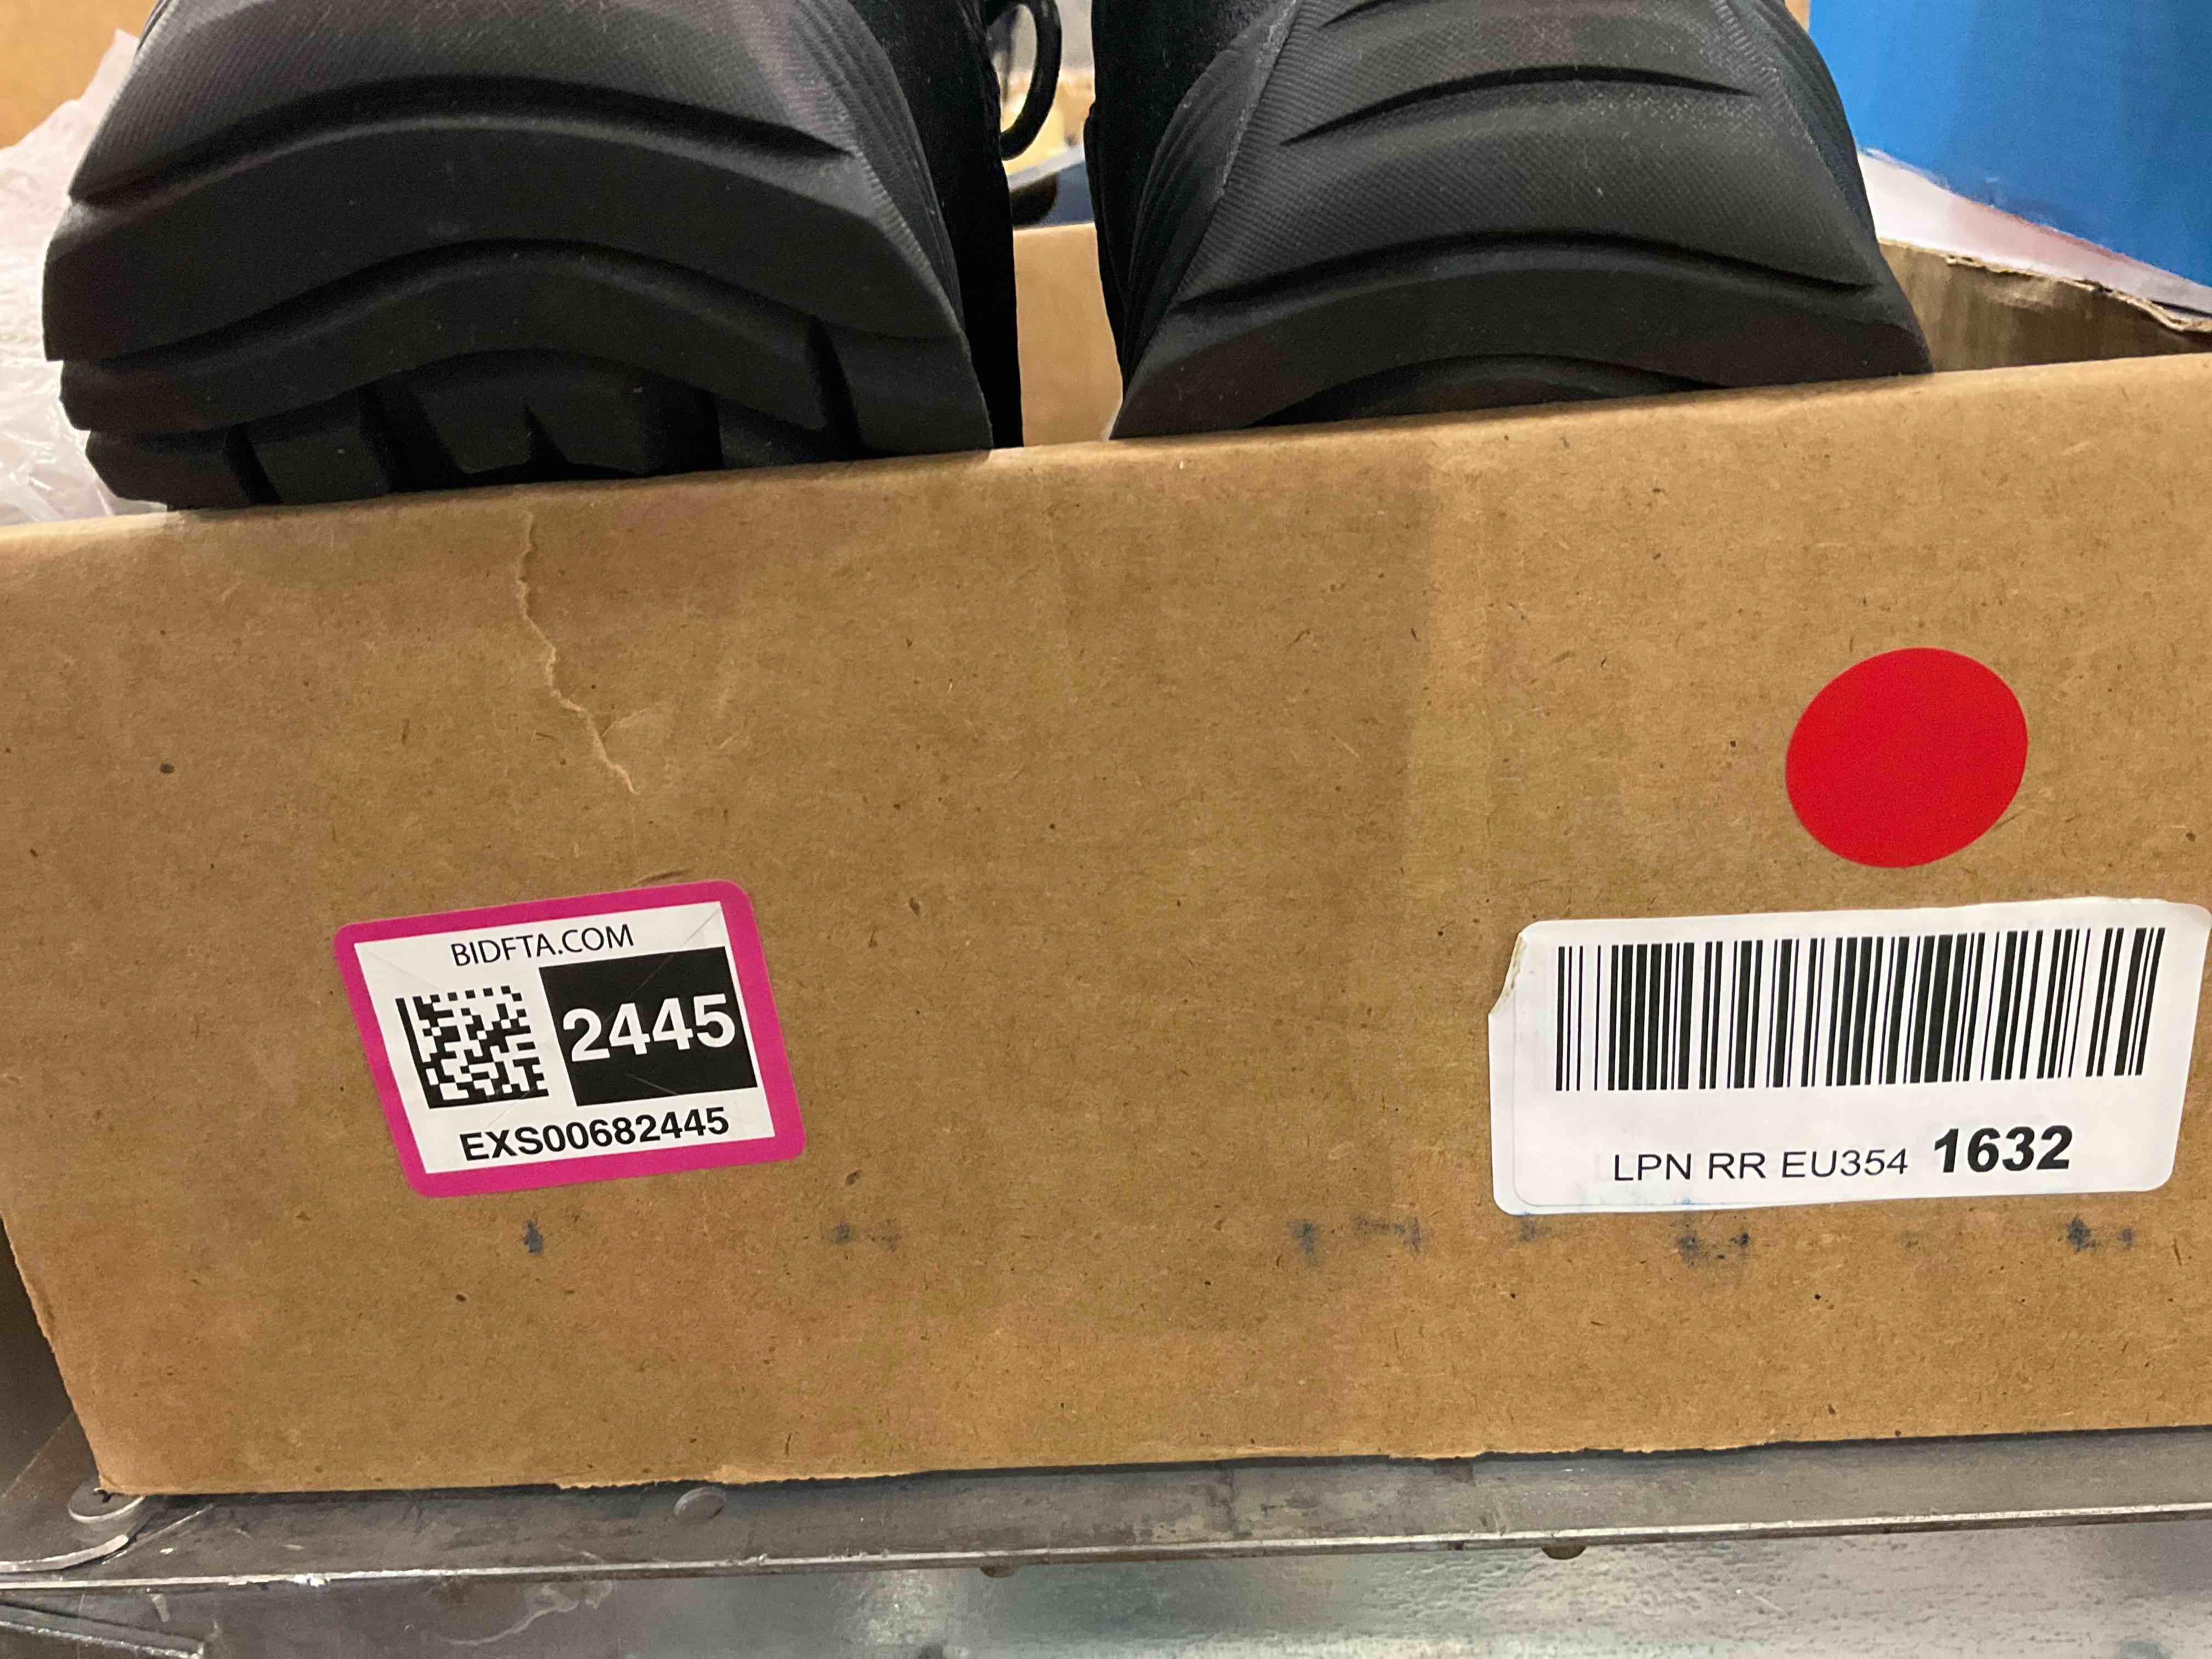 BIDFTA.COM
2445
EXS00682445
LPN RR EU354 1632